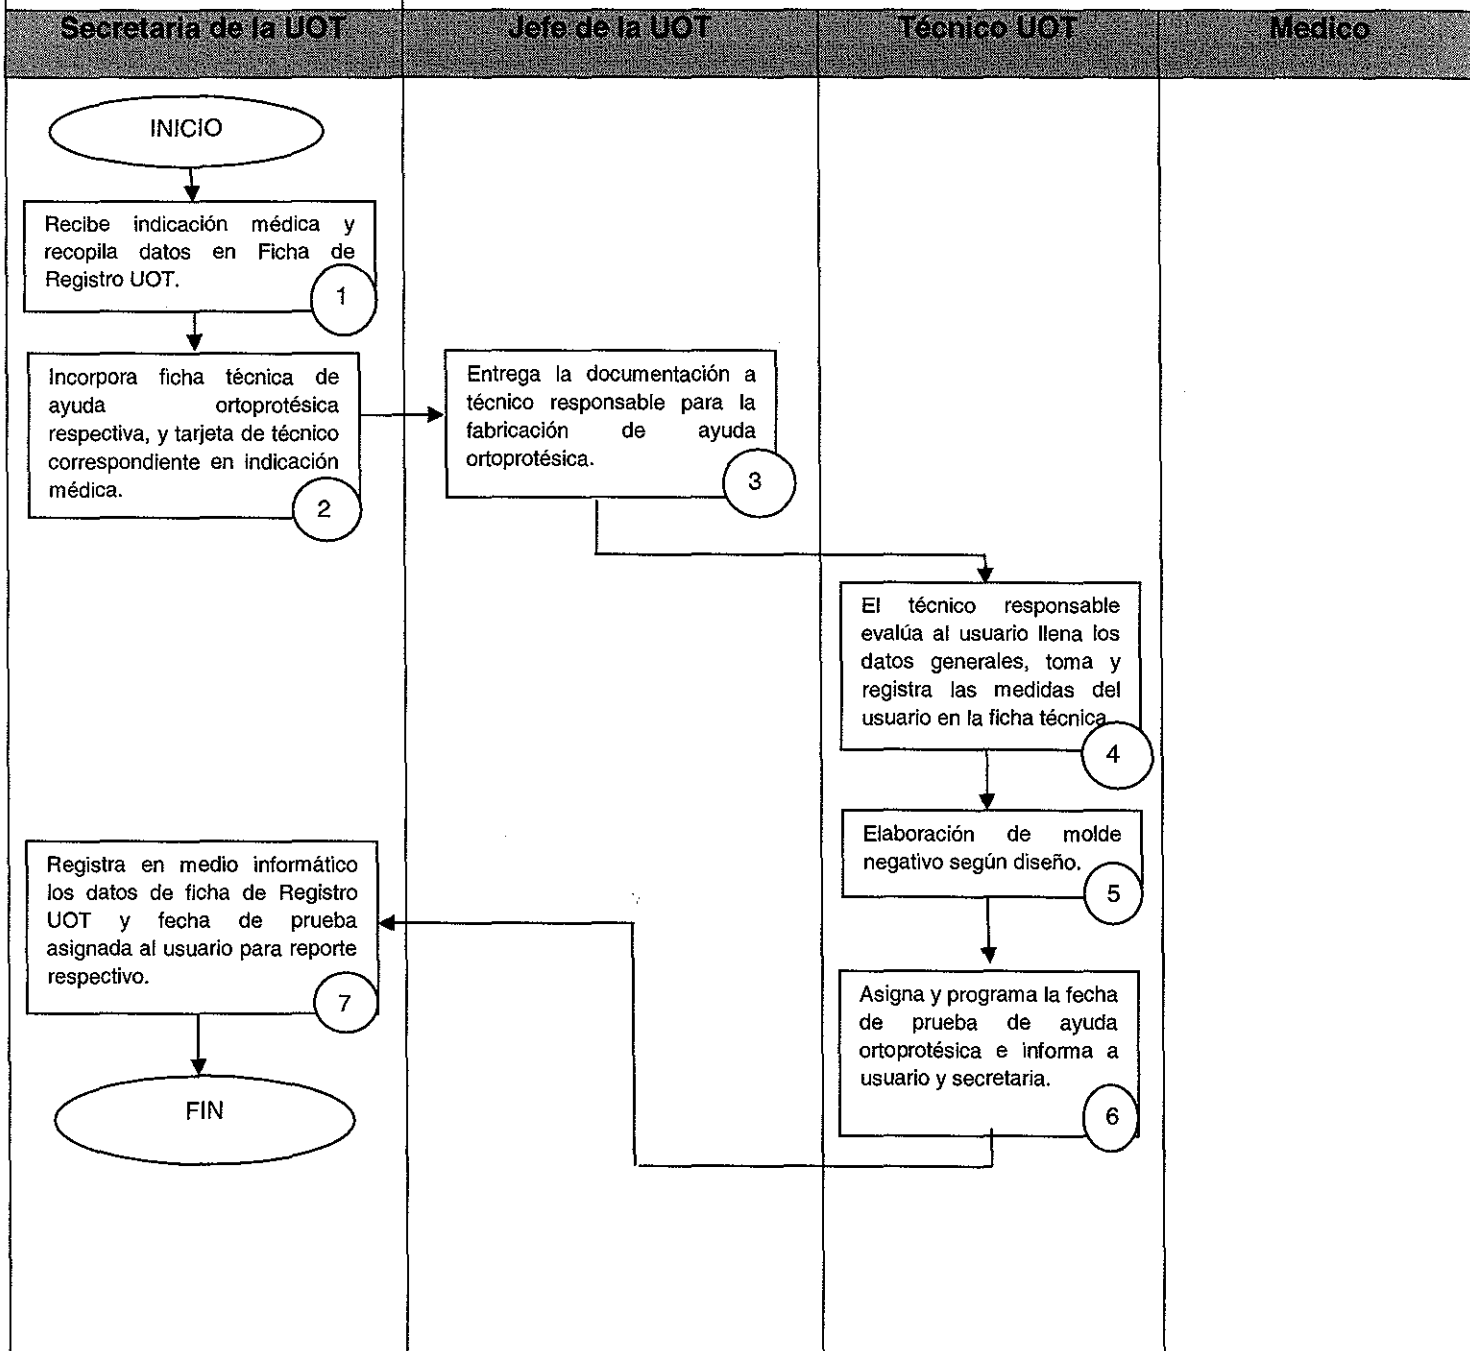 Secretaria de la UOT
Jefe de la UOT
Técnico UOT
Medico
INICIO
Recibe indicación médica y
recopila datos en Ficha de
Registro UOT.
1
Incorpora ficha técnica de
ayuda ortoprotésica
respectiva, y tarjeta de técnico
correspondiente en indicación
médica.
2
Entrega la documentación a
técnico responsable para la
fabricación de ayuda
ortoprotésica.
3
El técnico responsable
evalúa al usuario llena los
datos generales, toma y
registra las medidas del
usuario en la ficha técnica.
4
Elaboración de molde
negativo según diseño.
5
Asigna y programa la fecha
de prueba de ayuda
ortoprotésica e informa a
usuario y secretaria.
6
Registra en medio informático
los datos de ficha de Registro
UOT y fecha de prueba
asignada al usuario para reporte
respectivo.
7
FIN